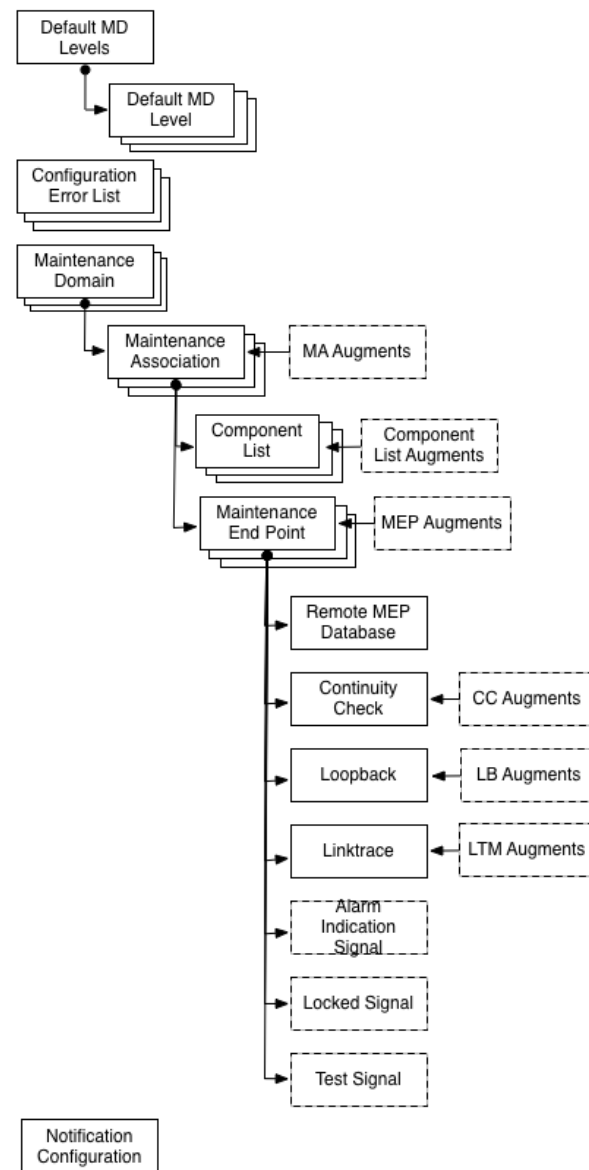 Default MD
Levels
Default MD
Level
Configuration
Error List
Maintenance
Domain
Maintenance
Association
MA Augments
Component
List
Component
List Augments
Maintenance
End Point
MEP Augments
Remote MEP
Database
Continuity
Check
CC Augments
Loopback
LB Augments
Linktrace
LTM Augments
Alarm
Indication
Signal
Locked Signal
Test Signal
Notification
Configuration